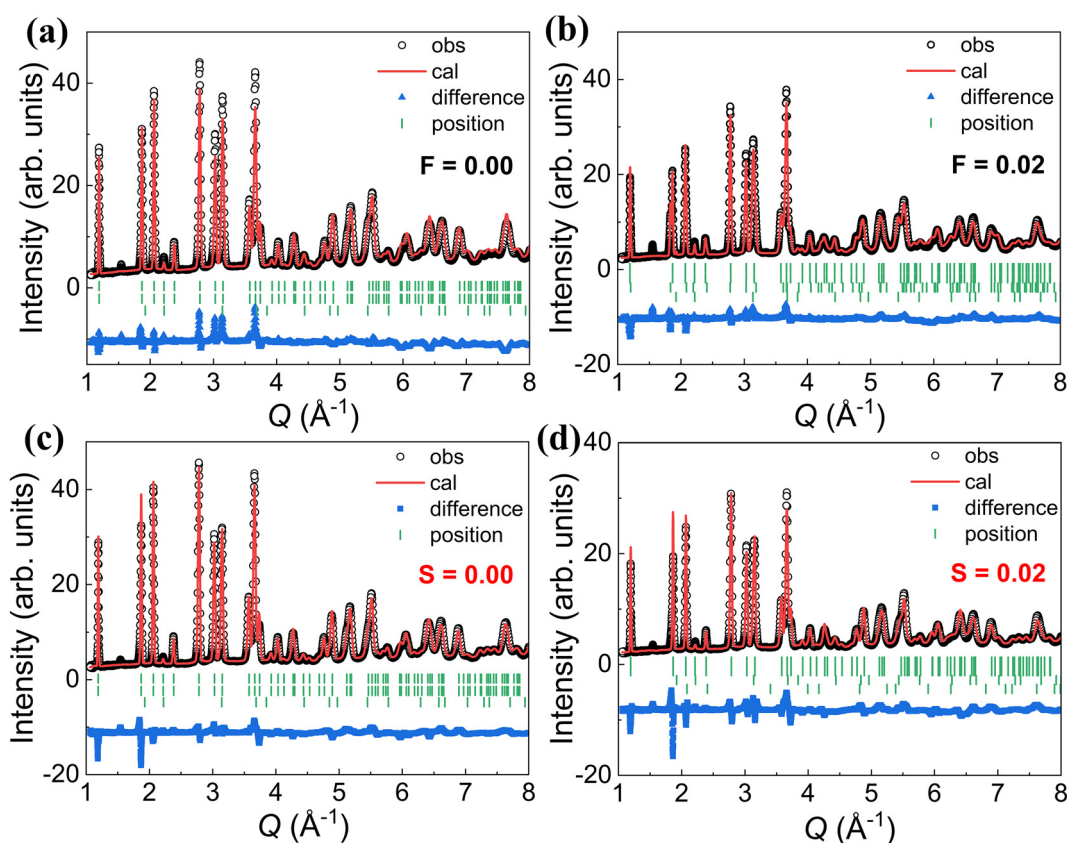 (a)
obs
cal
difference
position
F = 0.00
40
20
0
-20
Intensity (arb. units)
1 2 3 4 5 6 7 8
Q (Å-1)
(b)
obs
cal
difference
position
F = 0.02
40
20
0
-20
Intensity (arb. units)
1 2 3 4 5 6 7 8
Q (Å-1)
(c)
obs
cal
difference
position
S = 0.00
40
20
0
-20
Intensity (arb. units)
1 2 3 4 5 6 7 8
Q (Å-1)
(d)
obs
cal
difference
position
S = 0.02
40
20
0
-20
Intensity (arb. units)
1 2 3 4 5 6 7 8
Q (Å-1)